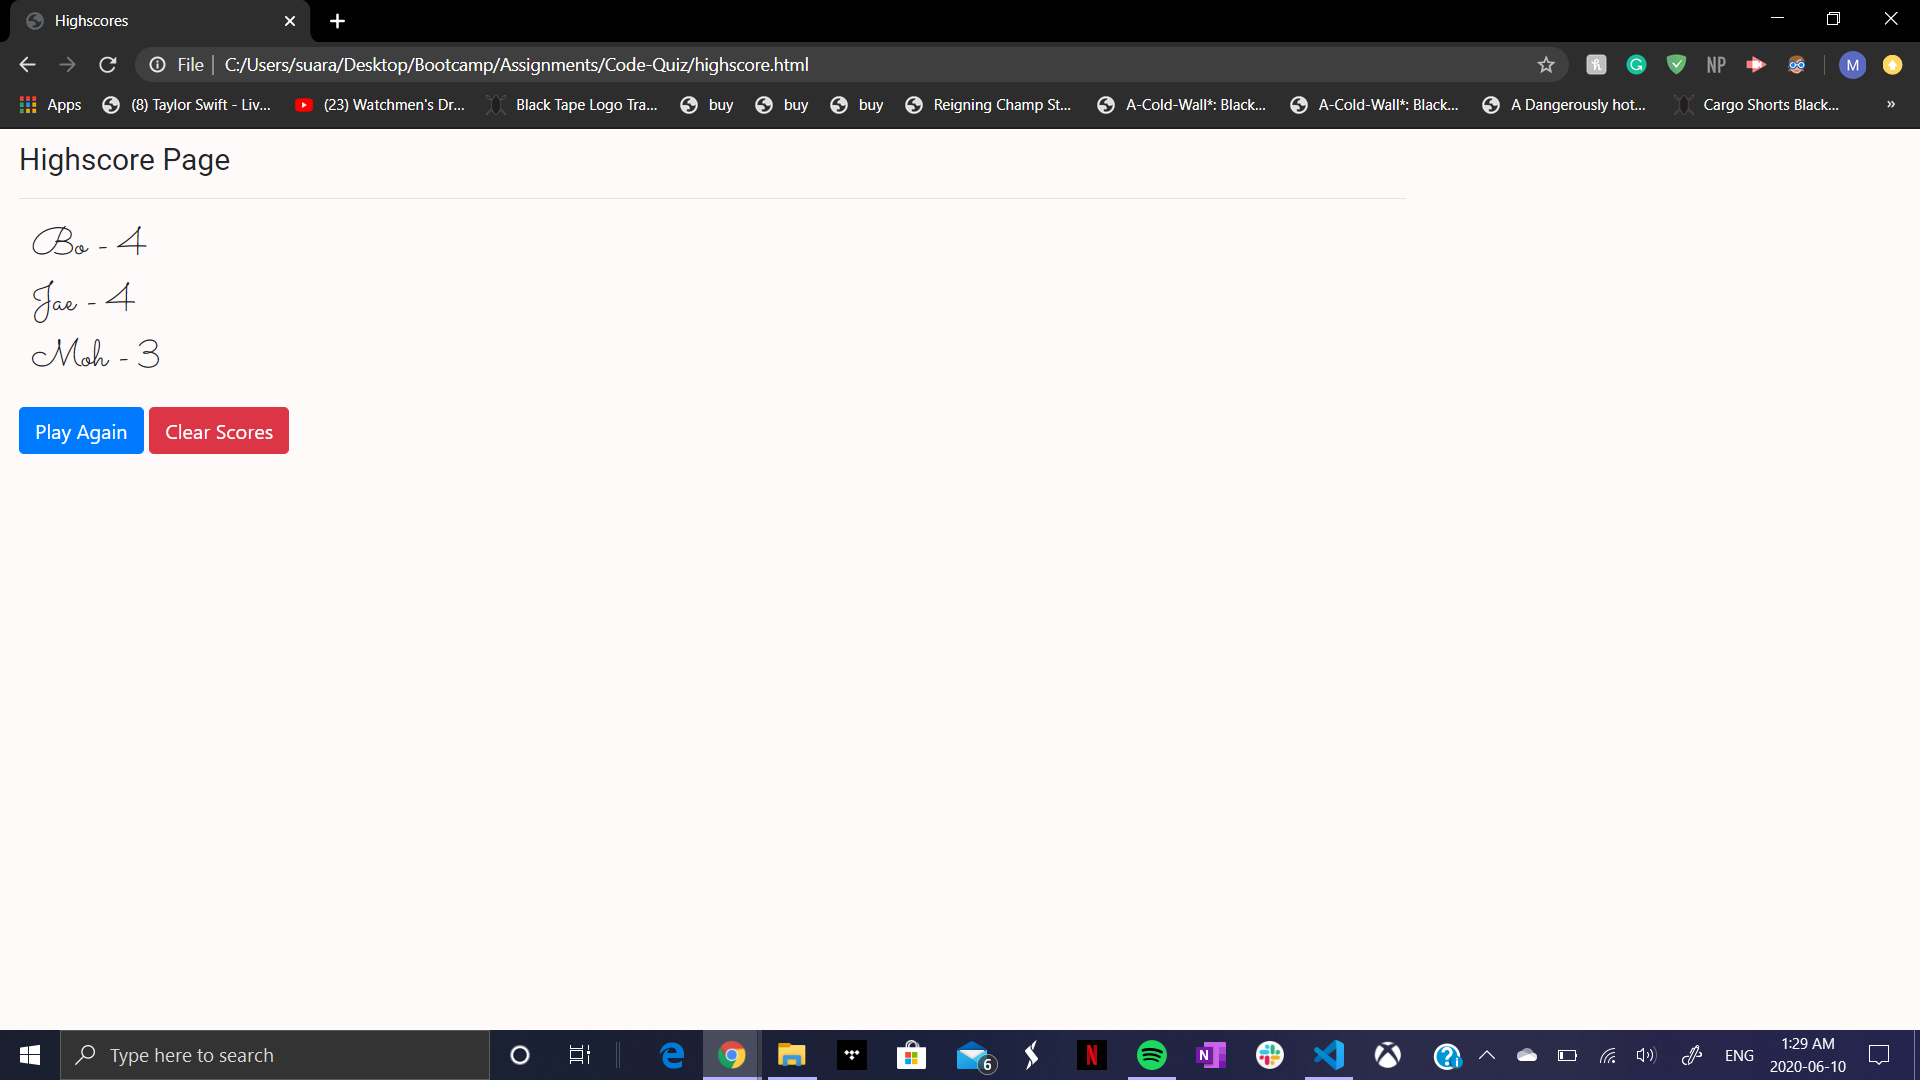 Highscores
File C:/Users/suara/Desktop/Bootcamp/Assignments/Code-Quiz/highscore.html NP M
Apps (8) Taylor Swift - Liv... (23) Watchmen's Dr... Black Tape Logo Tra... buy buy buy Reigning Champ St... A-Cold-Wall*: Black... A-Cold-Wall*: Black... A Dangerously hot... Cargo Shorts Black... »
Highscore Page
Bo - 4
Jae - 4
Moh - 3
Play Again Clear Scores
Type here to search 6 ENG 1:29 AM
2020-06-10